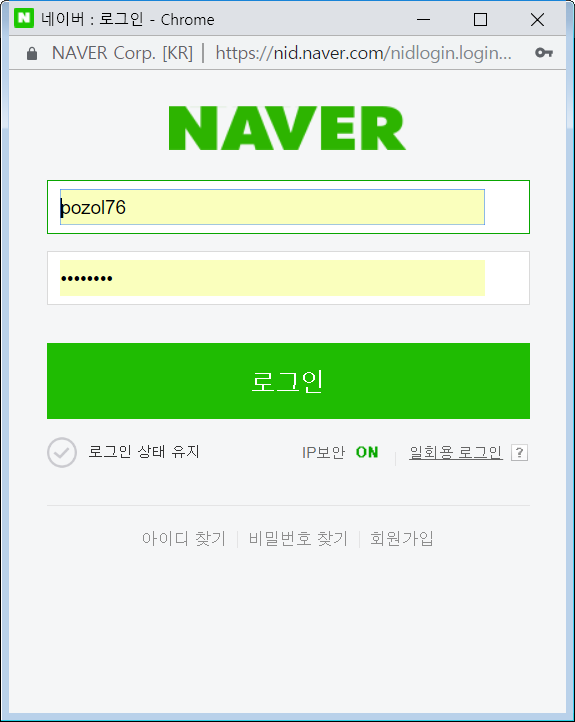 네이버 : 로그인 - Chrome
NAVER Corp. [KR] | https://nid.naver.com/nidlogin.login...
NAVER
pozol76
••••••••
로그인
로그인 상태 유지 IP보안 ON 일회용 로그인 ?
아이디 찾기 비밀번호 찾기 회원가입